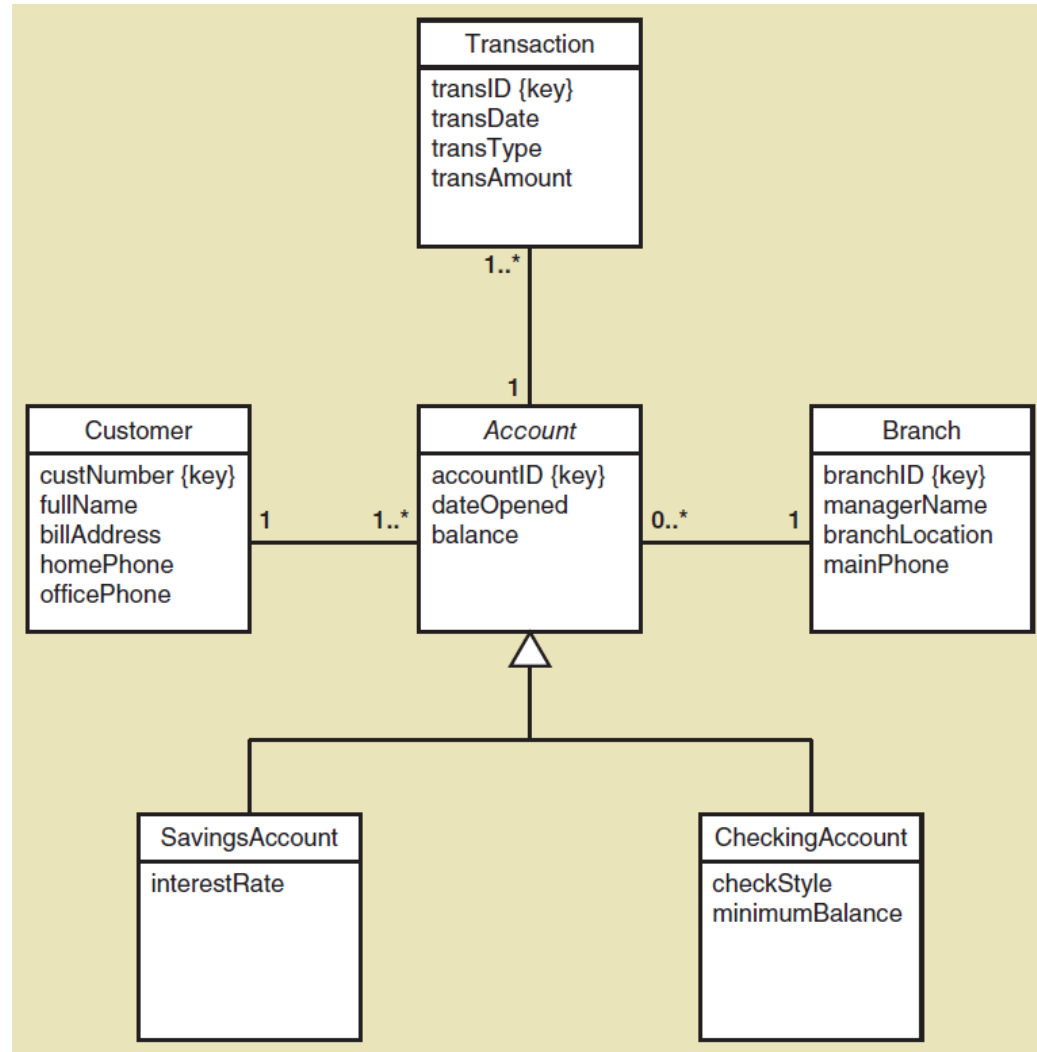 Transaction
transID {key}
transDate
transType
transAmount
1..*
1
Customer
custNumber {key}
fullName
billAddress
homePhone
officePhone
1
1..*
Account
accountID {key}
dateOpened
balance
0..*
1
Branch
branchID {key}
managerName
branchLocation
mainPhone
SavingsAccount
interestRate
CheckingAccount
checkStyle
minimumBalance